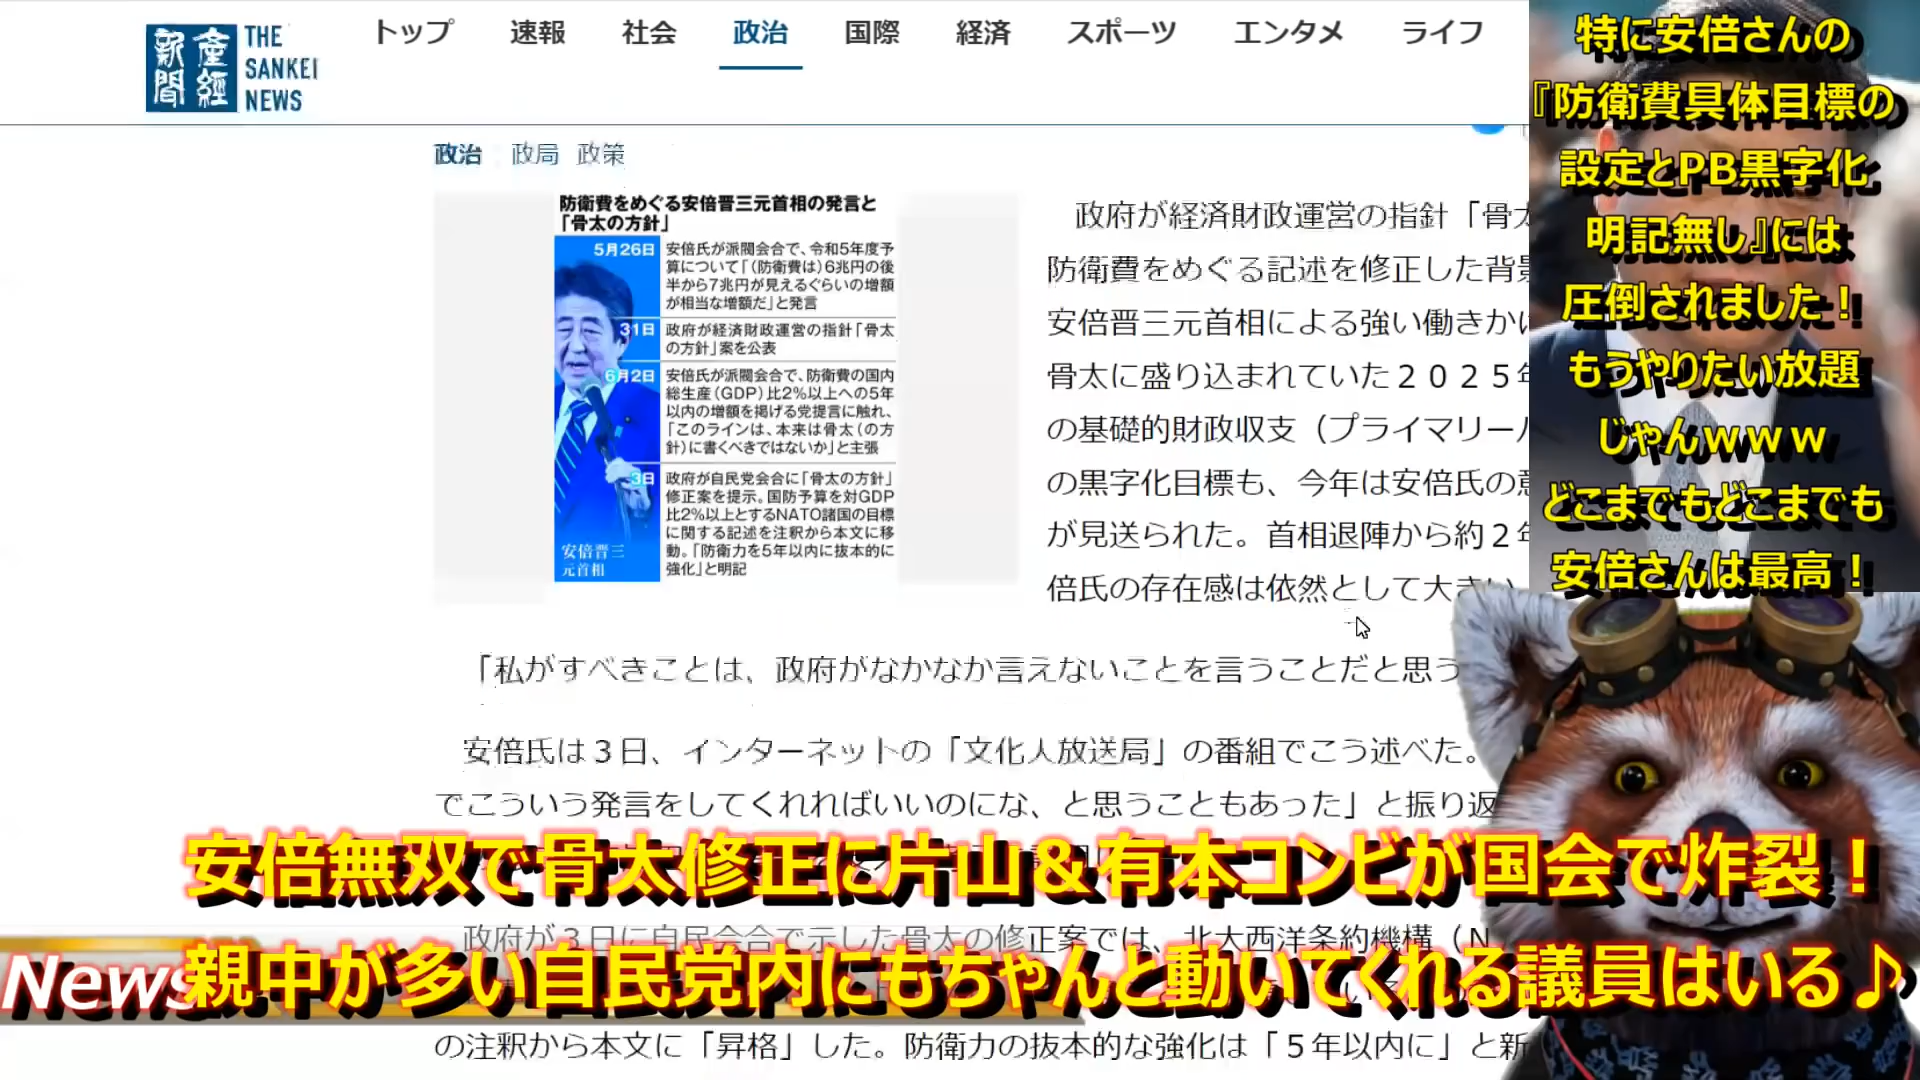 新聞 産經
THE
SANKEI
NEWS
トップ 速報 社会 政治 国際 経済 スポーツ エンタメ ライフ
政治 政局 政策
防衛費をめぐる安倍晋三元首相の発言と
「骨太の方針」
5月26日
安倍氏が派閥会合で、令和5年度予
算について「(防衛費は)6兆円の後
半から7兆円が見えるぐらいの増額
が相当な増額だ」と発言
31日
政府が経済財政運営の指針「骨太
の方針」案を公表
6月2日
安倍氏が派閥会合で、防衛費の国内
総生産(GDP)比2%以上への5年
以内の増額を掲げる党提言に触れ、
「このラインは、本来は骨太(の方
針)に書くべきではないか」と主張
3日
政府が自民党会合に「骨太の方針」
修正案を提示。国防予算を対GDP
比2%以上とするNATO諸国の目標
に関する記述を注釈から本文に移
動。「防衛力を5年以内に抜本的に
強化」と明記
安倍晋三
元首相
政府が経済財政運営の指針「骨太
防衛費をめぐる記述を修正した背景
安倍晋三元首相による強い働きかけ
骨太に盛り込まれていた2025年
の基礎的財政収支(プライマリーバ
の黒字化目標も、今年は安倍氏の意
が見送られた。首相退陣から約2年
倍氏の存在感は依然として大きい
「私がすべきことは、政府がなかなか言えないことを言うことだと思う
安倍氏は3日、インターネットの「文化人放送局」の番組でこう述べた。
でこういう発言をしてくれればいいのにな、と思うこともあった」と振り返
政府が3日に自民会合で示した骨太の修正案では、北大西洋条約機構(N
の注釈から本文に「昇格」した。防衛力の抜本的な強化は「5年以内に」と新
特に安倍さんの
『防衛費具体目標の
設定とPB黒字化
明記無し』には
圧倒されました!
もうやりたい放題
じゃんwww
どこまでもどこまでも
安倍さんは最高!
安倍無双で骨太修正に片山&有本コンビが国会で炸裂!
News
親中が多い自民党内にもちゃんと動いてくれる議員はいる♪